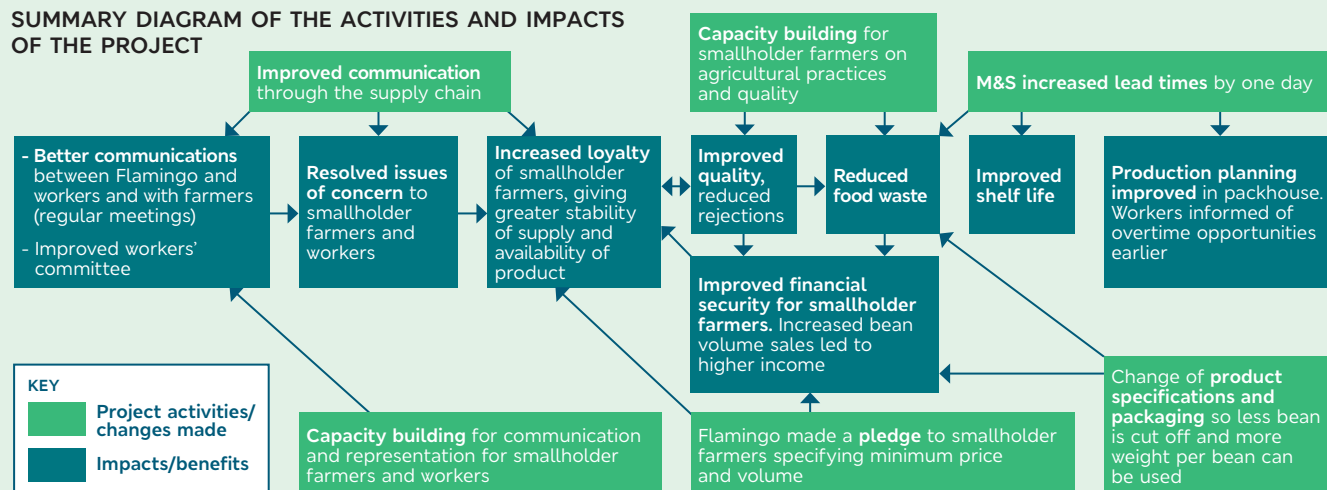 SUMMARY DIAGRAM OF THE ACTIVITIES AND IMPACTS
OF THE PROJECT
Improved communication
through the supply chain
Capacity building for
smallholder farmers on
agricultural practices
and quality
M&S increased lead times by one day
- Better communications
between Flamingo and
workers and with farmers
(regular meetings)
- Improved workers’
committee
Resolved issues
of concern to
smallholder
farmers and
workers
Increased loyalty
of smallholder
farmers, giving
greater stability
of supply and
availability of
product
Improved
quality,
reduced
rejections
Reduced
food waste
Improved
shelf life
Production planning
improved in packhouse.
Workers informed of
overtime opportunities
earlier
Improved financial
security for smallholder
farmers. Increased bean
volume sales led to
higher income
KEY
Project activities/
changes made
Impacts/benefits
Capacity building for communication
and representation for smallholder
farmers and workers
Flamingo made a pledge to smallholder
farmers specifying minimum price
and volume
Change of product
specifications and
packaging so less bean
is cut off and more
weight per bean can
be used